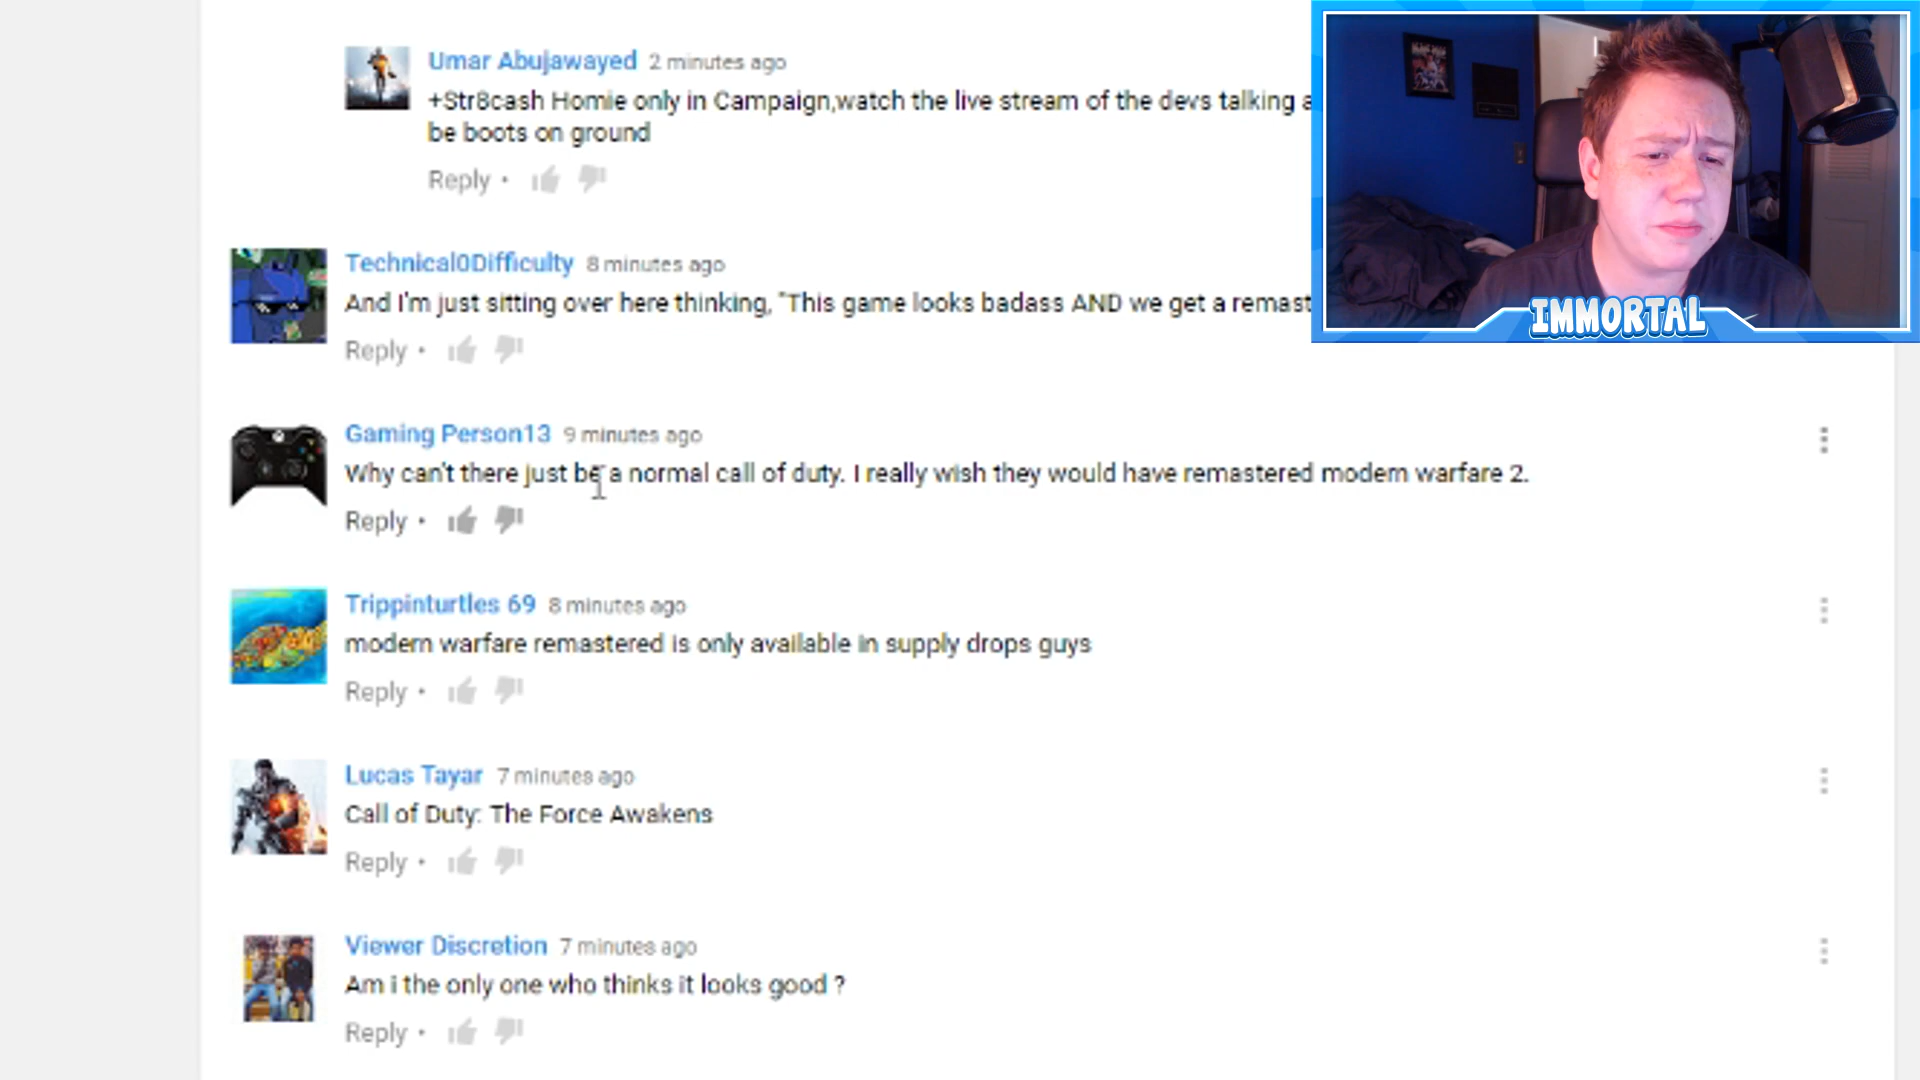 Umar Abujawayed 2 minutes ago
+Str8cash Homie only in Campaign,watch the live stream of the devs talking
be boots on ground
Reply •
Technical0Difficulty 8 minutes ago
And I'm just sitting over here thinking, "This game looks badass AND we get a remast
Reply •
Gaming Person13 9 minutes ago
Why can't there just be a normal call of duty. I really wish they would have remastered modern warfare 2.
Reply •
Trippinturtles 69 8 minutes ago
modern warfare remastered is only available in supply drops guys
Reply •
Lucas Tayar 7 minutes ago
Call of Duty: The Force Awakens
Reply •
Viewer Discretion 7 minutes ago
Am i the only one who thinks it looks good ?
Reply •
IMMORTAL